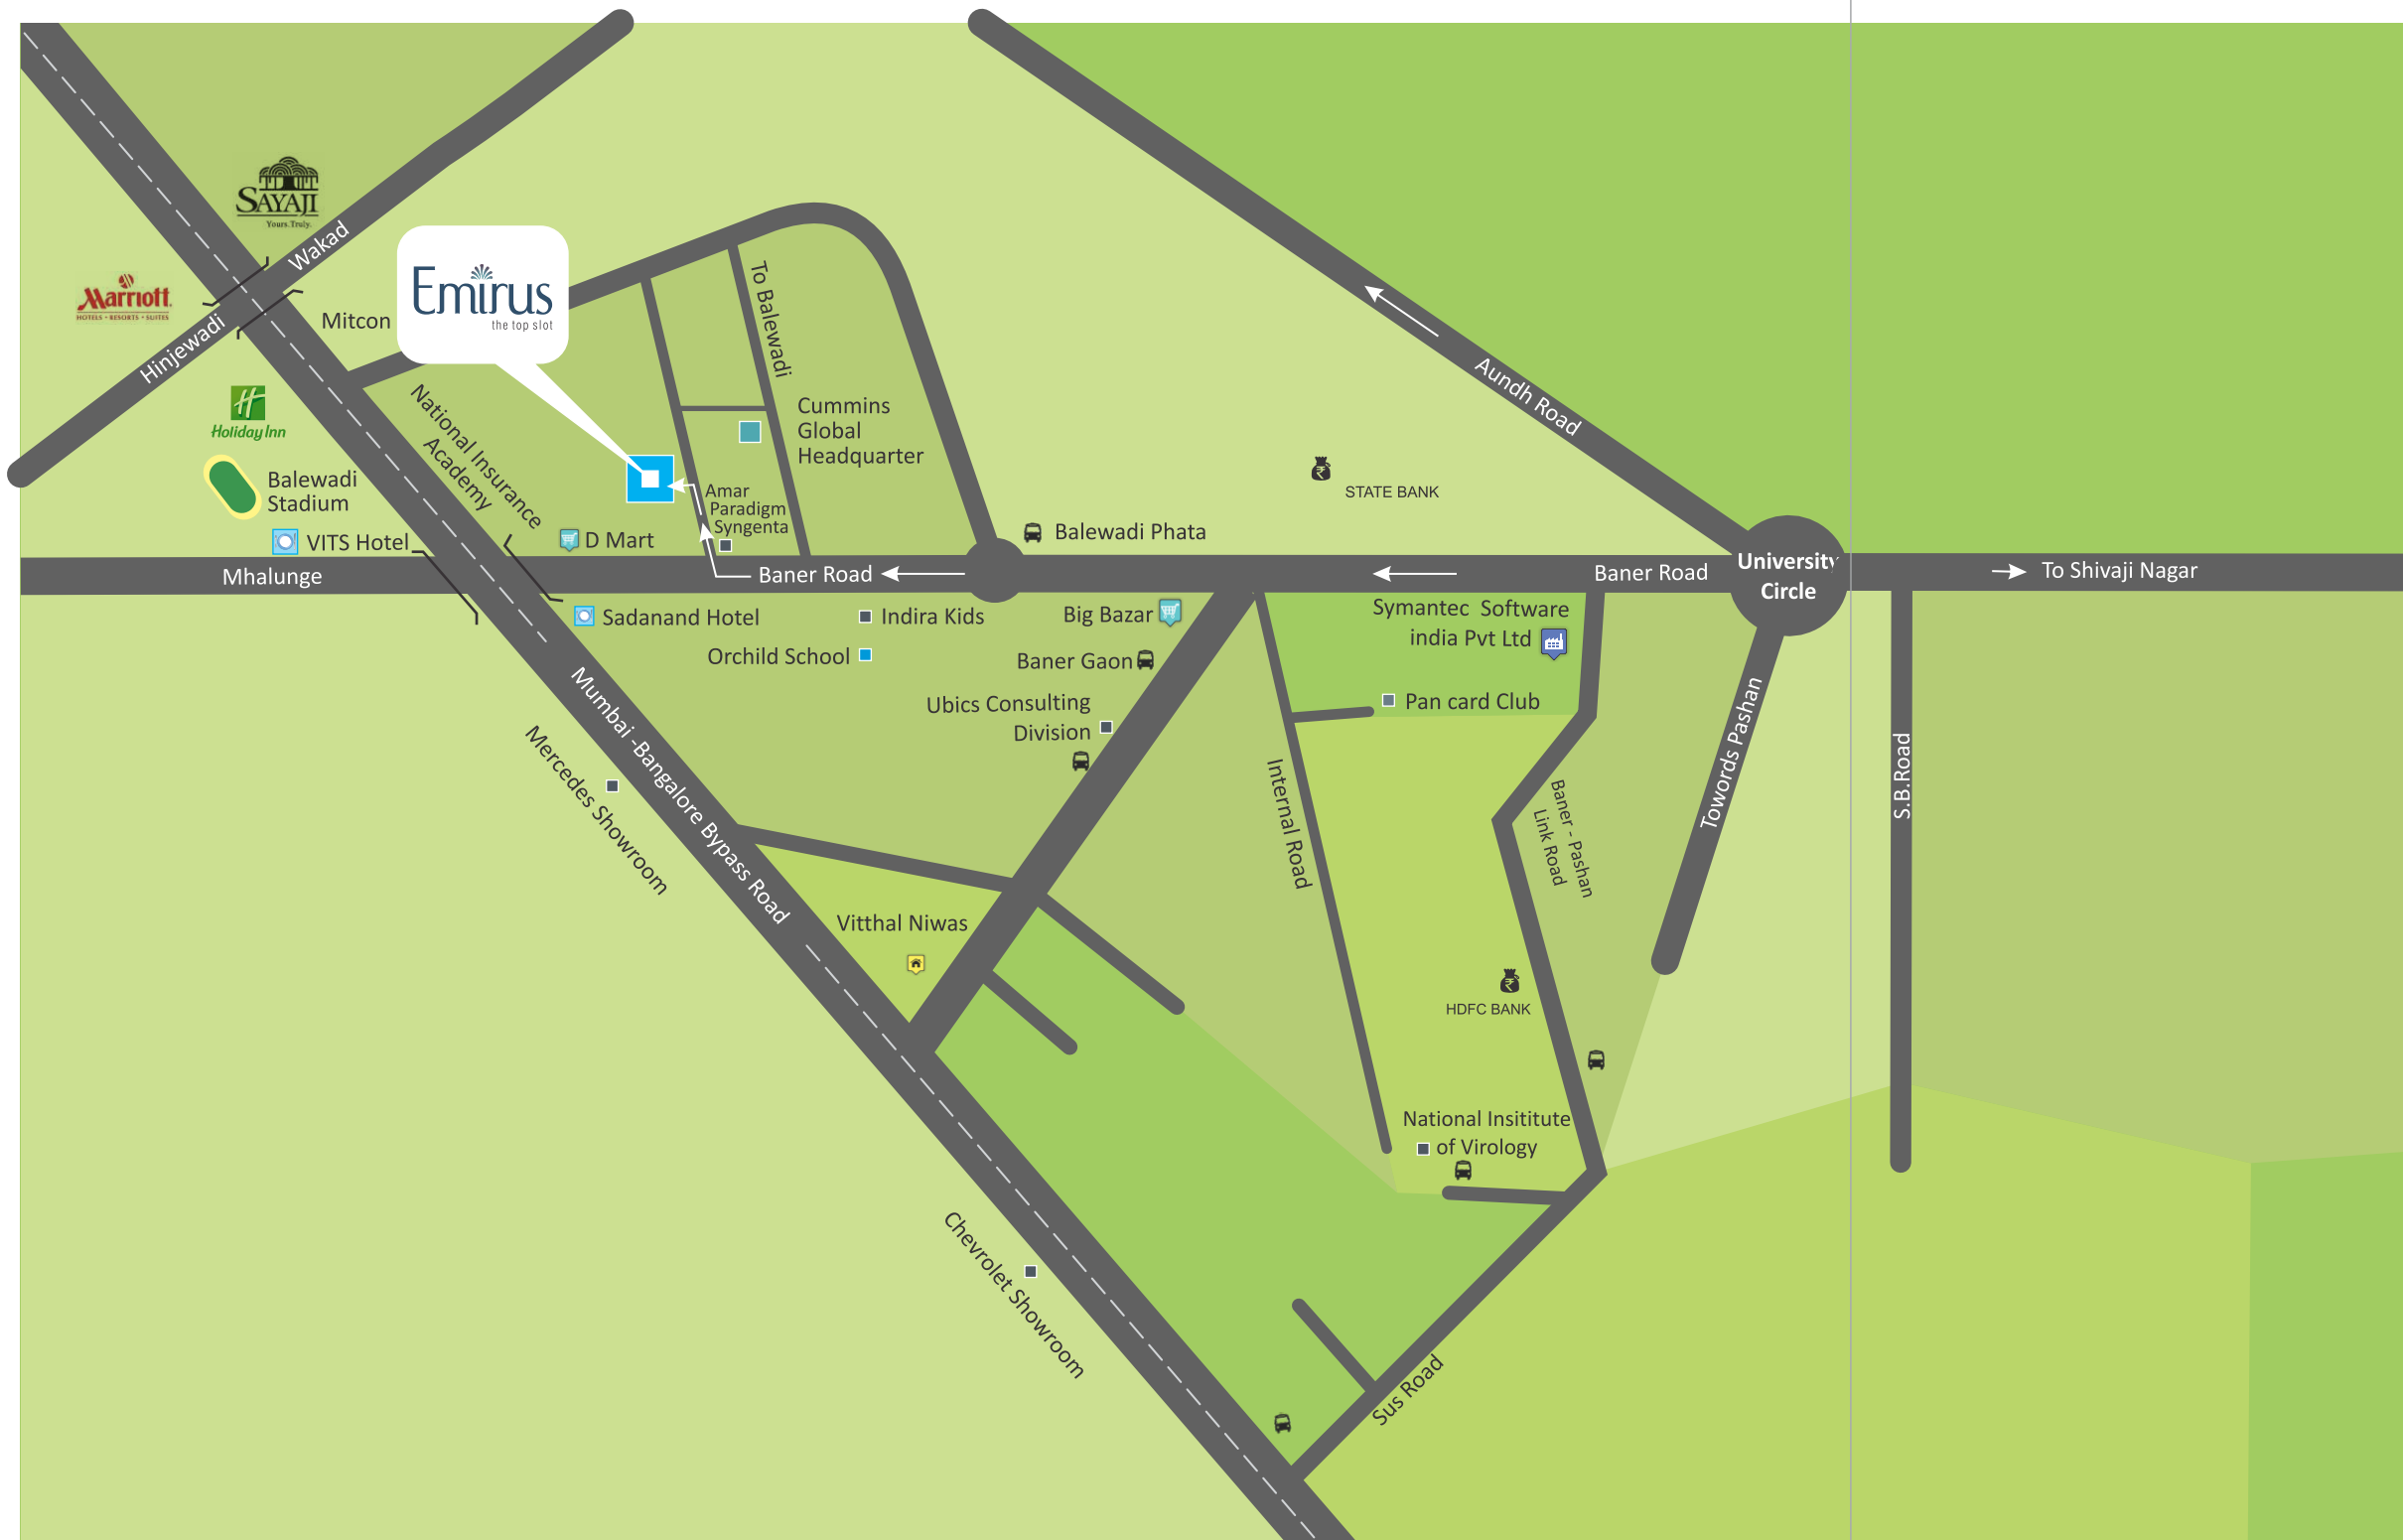 SAYAJI
Yours.Truly.
Wakad
Marriott
HOTELS • RESORTS • SUITES
Hinjewadi
Mitcon
Emirus
the top slot
To Balewadi
Holiday Inn
National Insurance
Academy
Balewadi
Stadium
VITS Hotel
Cummins
Global
Headquarter
Amar
Paradigm
Syngenta
D Mart
Balewadi Phata
STATE BANK
Aundh Road
Mhalunge
Baner Road
Baner Road
University
Circle
To Shivaji Nagar
Sadanand Hotel
Indira Kids
Orchild School
Big Bazar
Baner Gaon
Ubics Consulting
Division
Symantec Software
india Pvt Ltd
Pan card Club
Mumbai -Bangalore Bypass Road
Mercedes Showroom
Internal Road
Baner - Pashan
Link Road
Towords Pashan
S.B.Road
Vitthal Niwas
HDFC BANK
National Insititute
of Virology
Chevrolet Showroom
Sus Road